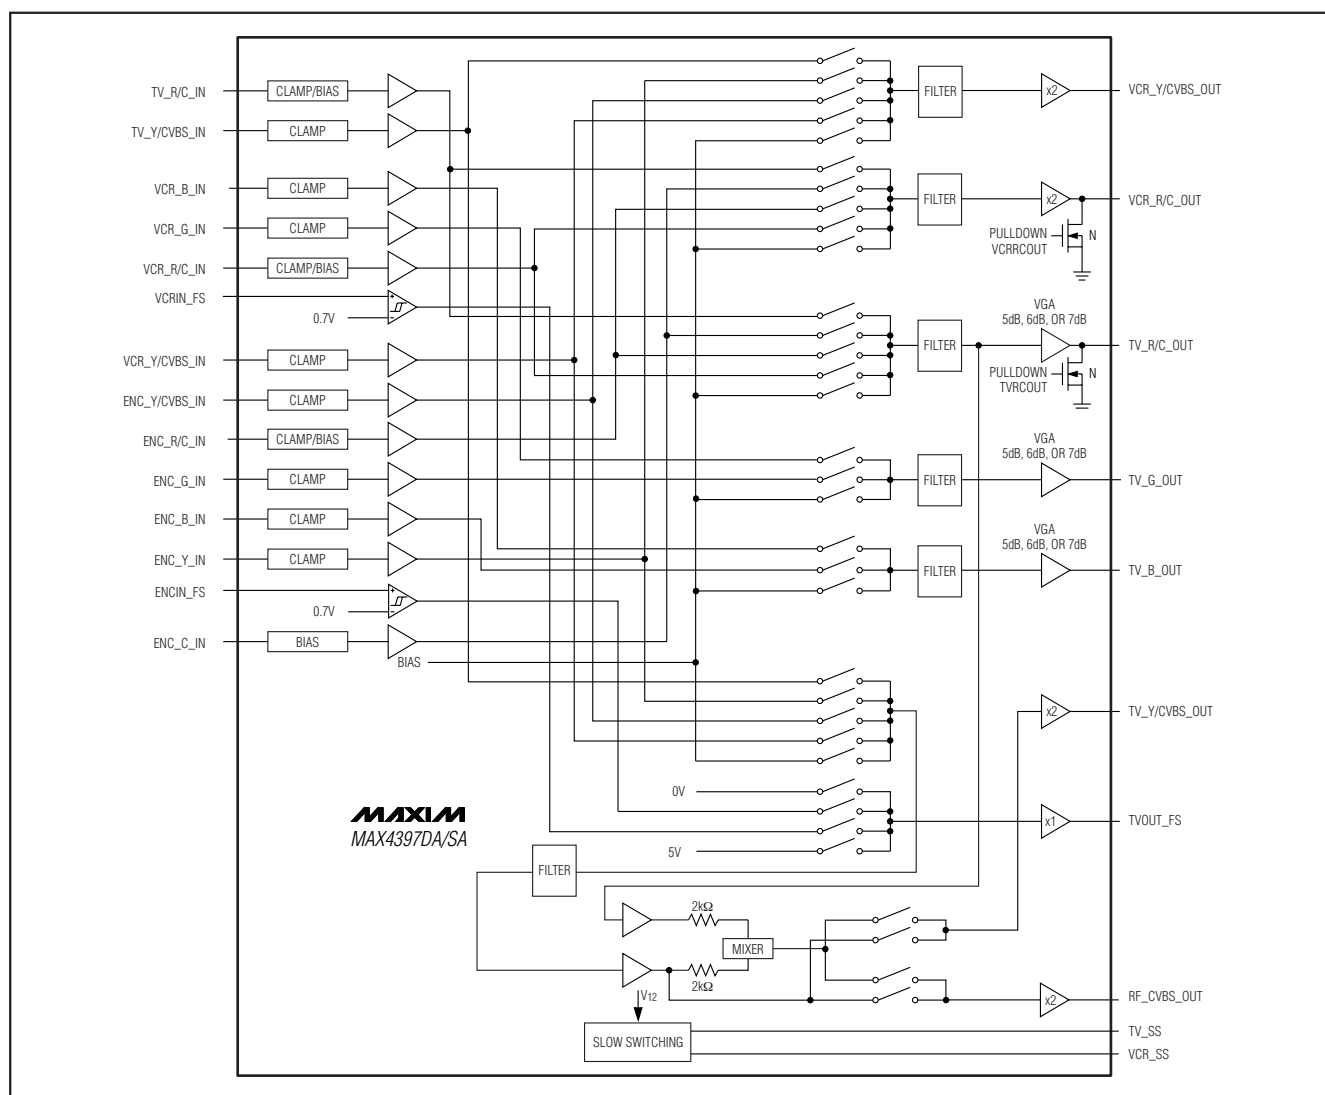 TV_R/C_IN
CLAMP/BIAS
FILTER
x2
VCR_Y/CVBS_OUT
TV_Y/CVBS_IN
CLAMP
VCR_B_IN
CLAMP
FILTER
x2
VCR_R/C_OUT
VCR_G_IN
CLAMP
PULLDOWN
VCRRCOUT
N
VCR_R/C_IN
CLAMP/BIAS
VCRIN_FS
+
0.7V
−
VGA
5dB, 6dB, OR 7dB
FILTER
TV_R/C_OUT
VCR_Y/CVBS_IN
CLAMP
PULLDOWN
TVRCOUT
N
ENC_Y/CVBS_IN
CLAMP
ENC_R/C_IN
CLAMP/BIAS
VGA
5dB, 6dB, OR 7dB
ENC_G_IN
CLAMP
FILTER
TV_G_OUT
ENC_B_IN
CLAMP
VGA
5dB, 6dB, OR 7dB
ENC_Y_IN
CLAMP
FILTER
TV_B_OUT
ENCIN_FS
+
0.7V
−
ENC_C_IN
BIAS
BIAS
x2
TV_Y/CVBS_OUT
0V
MAXIM
MAX4397DA/SA
x1
TVOUT_FS
5V
FILTER
2kΩ
MIXER
2kΩ
V12
x2
RF_CVBS_OUT
SLOW SWITCHING
TV_SS
VCR_SS